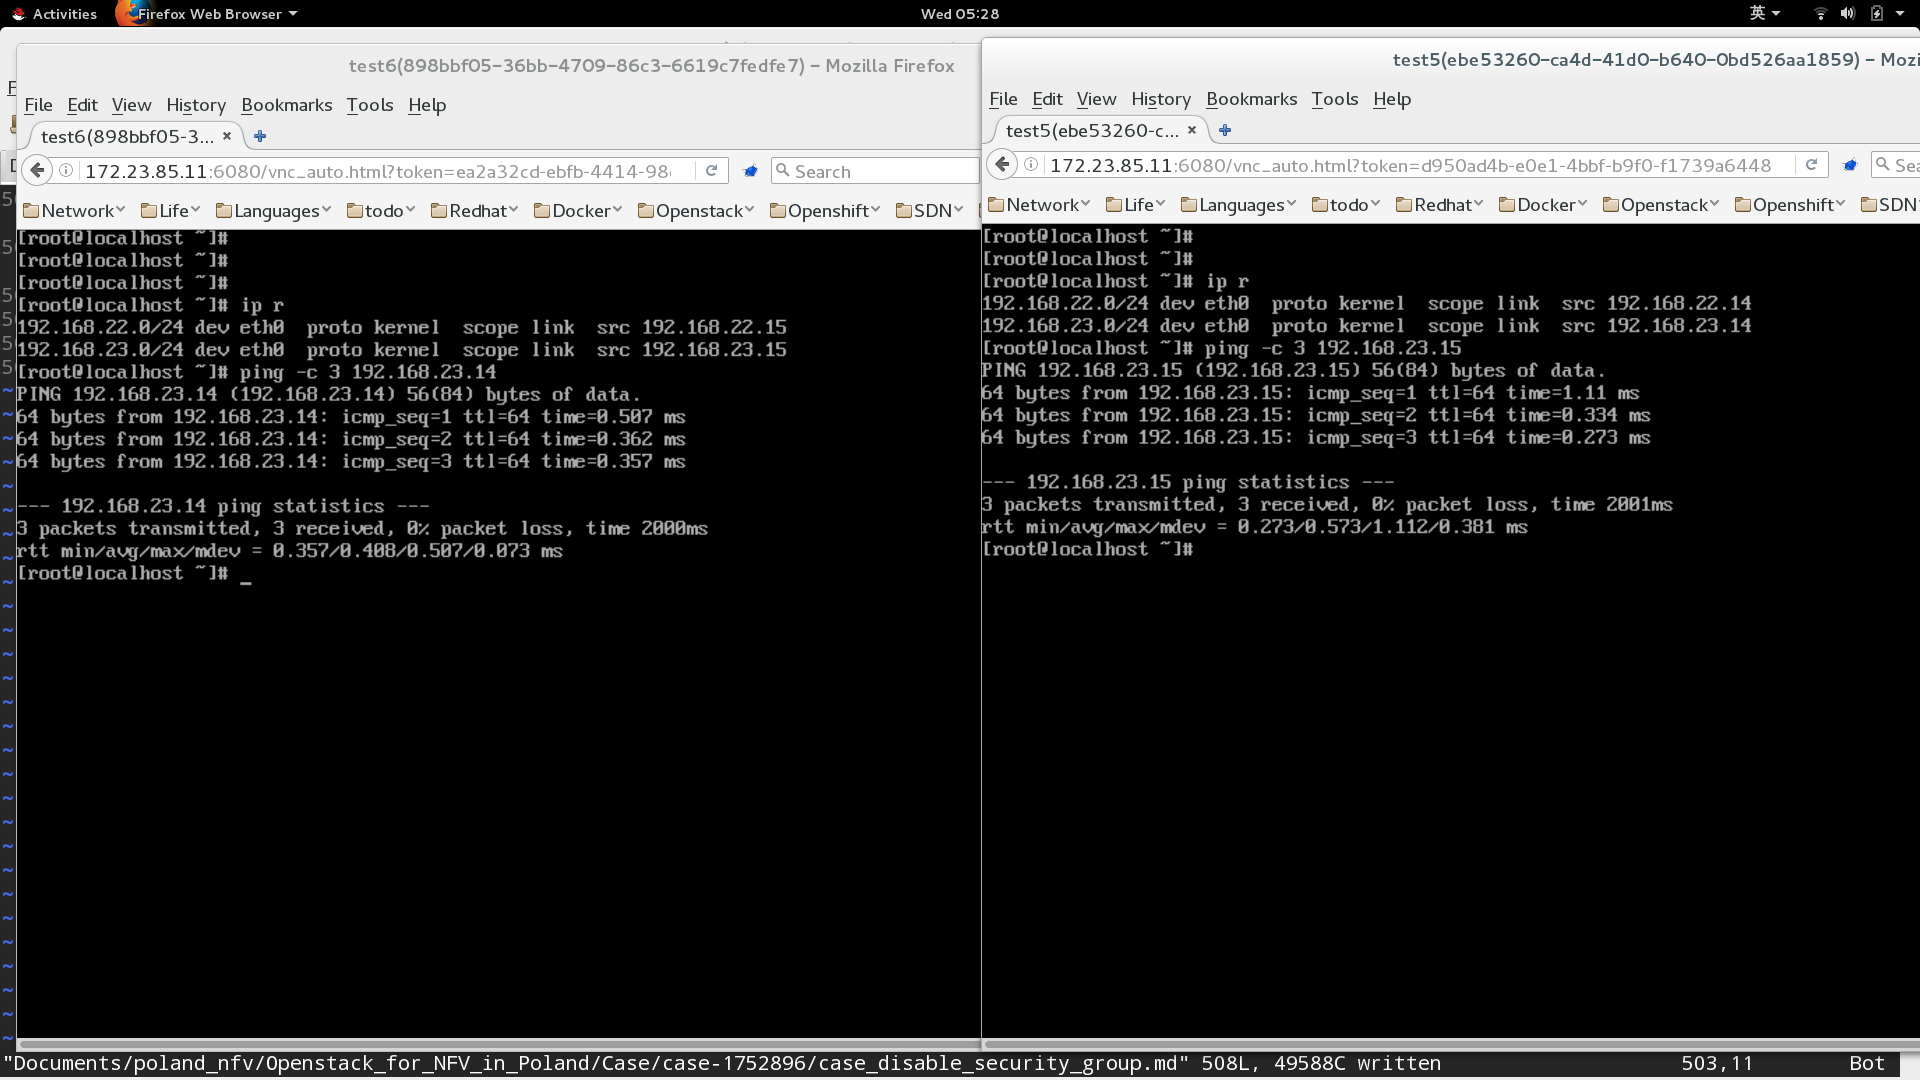 Activities Firefox Web Browser Wed 05:28 英
test6(898bbf05-36bb-4709-86c3-6619c7fedfe7) - Mozilla Firefox
File Edit View History Bookmarks Tools Help
test6(898bbf05-3...
172.23.85.11:6080/vnc_auto.html?token=ea2a32cd-ebfb-4414-98 Search
Network Life Languages todo Redhat Docker Openstack Openshift SDN
[root@localhost ~]#
[root@localhost ~]#
[root@localhost ~]#
[root@localhost ~]# ip r
192.168.22.0/24 dev eth0  proto kernel  scope link  src 192.168.22.15
192.168.23.0/24 dev eth0  proto kernel  scope link  src 192.168.23.15
[root@localhost ~]# ping -c 3 192.168.23.14
PING 192.168.23.14 (192.168.23.14) 56(84) bytes of data.
64 bytes from 192.168.23.14: icmp_seq=1 ttl=64 time=0.507 ms
64 bytes from 192.168.23.14: icmp_seq=2 ttl=64 time=0.362 ms
64 bytes from 192.168.23.14: icmp_seq=3 ttl=64 time=0.357 ms
--- 192.168.23.14 ping statistics ---
3 packets transmitted, 3 received, 0% packet loss, time 2000ms
rtt min/avg/max/mdev = 0.357/0.408/0.507/0.073 ms
[root@localhost ~]# _
test5(ebe53260-ca4d-41d0-b640-0bd526aa1859) - Mozi
File Edit View History Bookmarks Tools Help
test5(ebe53260-c...
172.23.85.11:6080/vnc_auto.html?token=d950ad4b-e0e1-4bbf-b9f0-f1739a6448 Sea
Network Life Languages todo Redhat Docker Openstack Openshift SDN
[root@localhost ~]#
[root@localhost ~]#
[root@localhost ~]# ip r
192.168.22.0/24 dev eth0  proto kernel  scope link  src 192.168.22.14
192.168.23.0/24 dev eth0  proto kernel  scope link  src 192.168.23.14
[root@localhost ~]# ping -c 3 192.168.23.15
PING 192.168.23.15 (192.168.23.15) 56(84) bytes of data.
64 bytes from 192.168.23.15: icmp_seq=1 ttl=64 time=1.11 ms
64 bytes from 192.168.23.15: icmp_seq=2 ttl=64 time=0.334 ms
64 bytes from 192.168.23.15: icmp_seq=3 ttl=64 time=0.273 ms
--- 192.168.23.15 ping statistics ---
3 packets transmitted, 3 received, 0% packet loss, time 2001ms
rtt min/avg/max/mdev = 0.273/0.573/1.112/0.381 ms
[root@localhost ~]#
"Documents/poland_nfv/Openstack_for_NFV_in_Poland/Case/case-1752896/case_disable_security_group.md" 508L, 49588C written 503,11 Bot